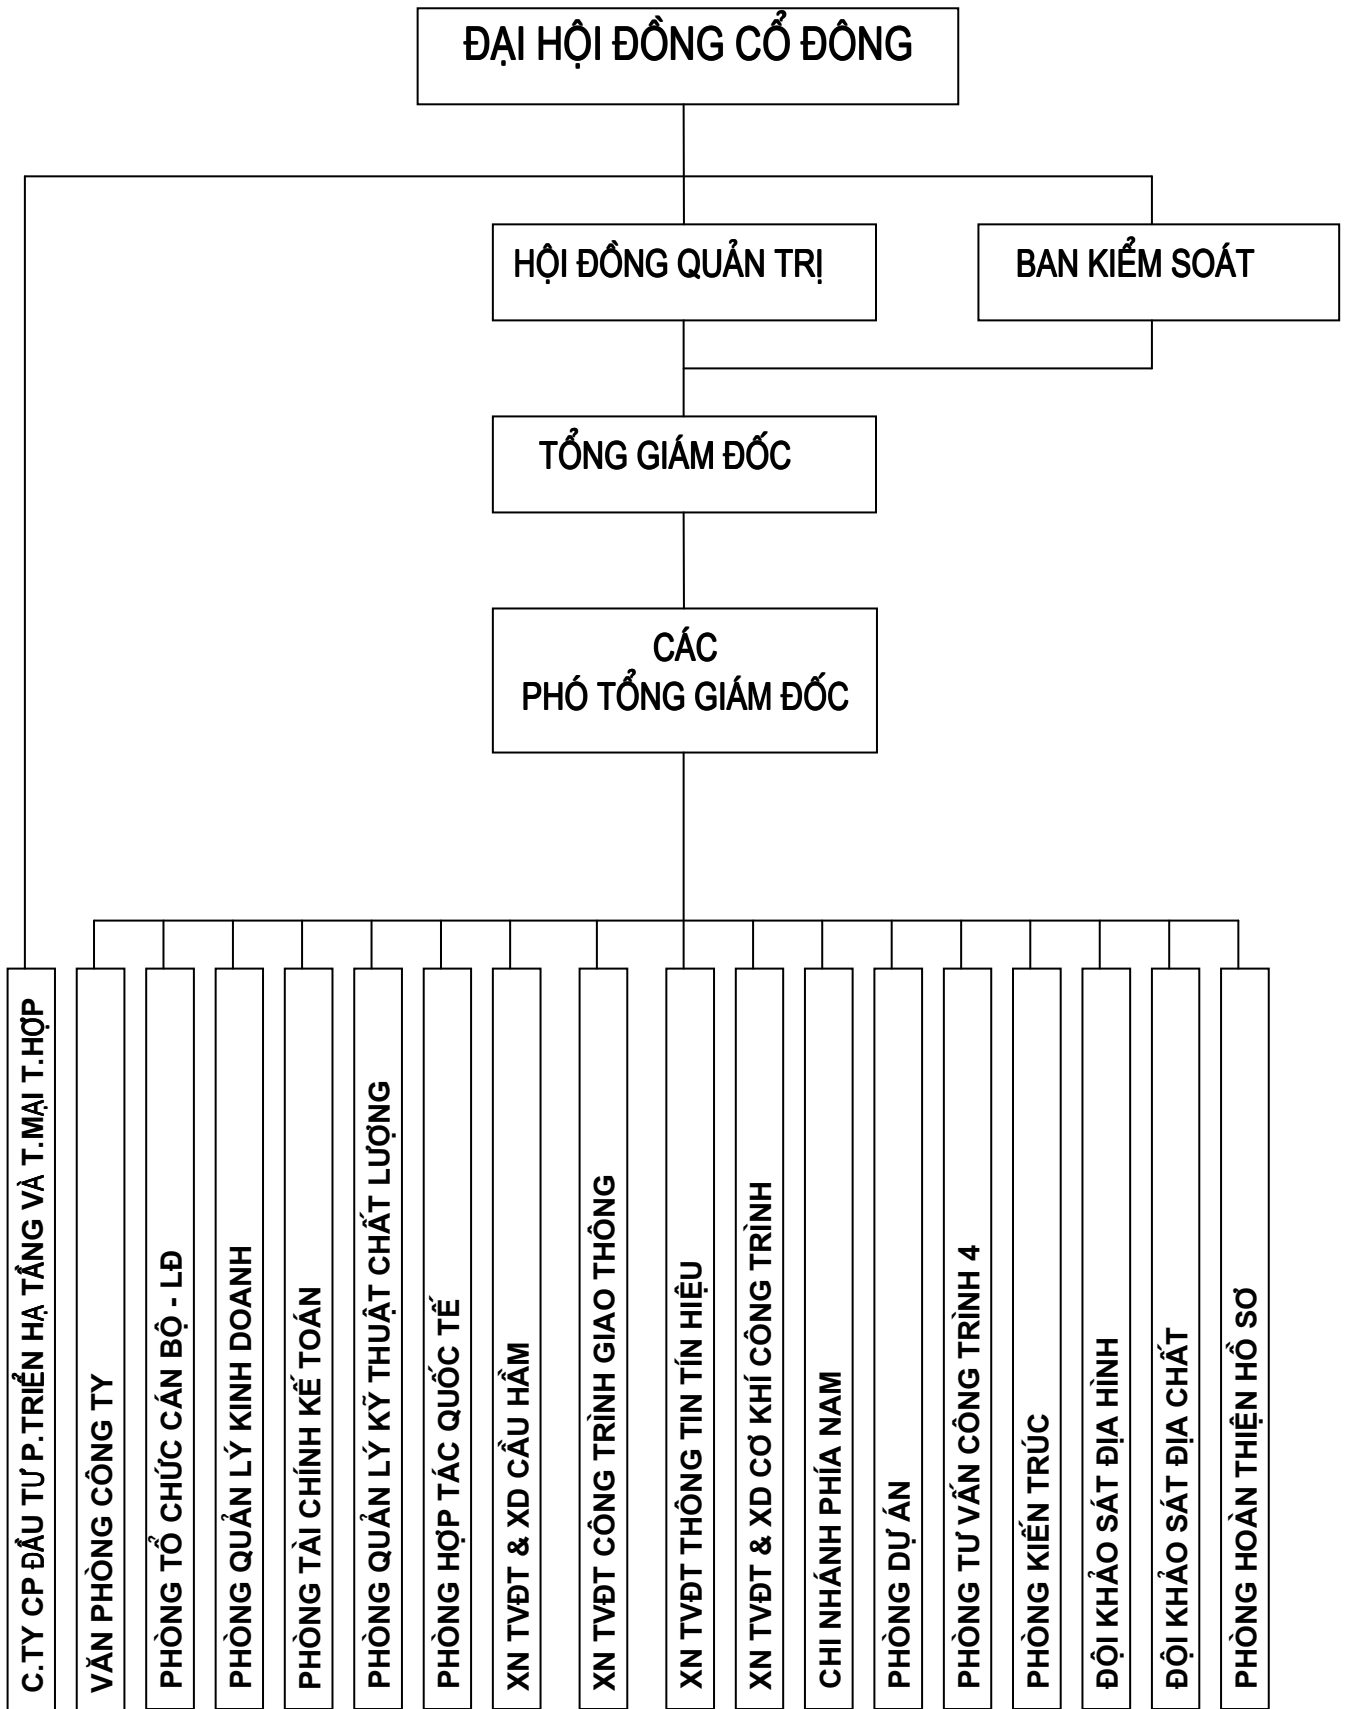 ĐẠI HỘI ĐỒNG CỔ ĐÔNG
HỘI ĐỒNG QUẢN TRỊ
BAN KIỂM SOÁT
TỔNG GIÁM ĐỐC
CÁC
PHÓ TỔNG GIÁM ĐỐC
C.TY CP ĐẦU TƯ P.TRIỂN HẠ TẦNG VÀ T.MẠI T.HỢP
VĂN PHÒNG CÔNG TY
PHÒNG TỔ CHỨC CÁN BỘ - LĐ
PHÒNG QUẢN LÝ KINH DOANH
PHÒNG TÀI CHÍNH KẾ TOÁN
PHÒNG QUẢN LÝ KỸ THUẬT CHẤT LƯỢNG
PHÒNG HỢP TÁC QUỐC TẾ
XN TVĐT & XD CẦU HẦM
XN TVĐT CÔNG TRÌNH GIAO THÔNG
XN TVĐT THÔNG TIN TÍN HIỆU
XN TVĐT & XD CƠ KHÍ CÔNG TRÌNH
CHI NHÁNH PHÍA NAM
PHÒNG DỰ ÁN
PHÒNG TƯ VẤN CÔNG TRÌNH 4
PHÒNG KIẾN TRÚC
ĐỘI KHẢO SÁT ĐỊA HÌNH
ĐỘI KHẢO SÁT ĐỊA CHẤT
PHÒNG HOÀN THIỆN HỒ SƠ